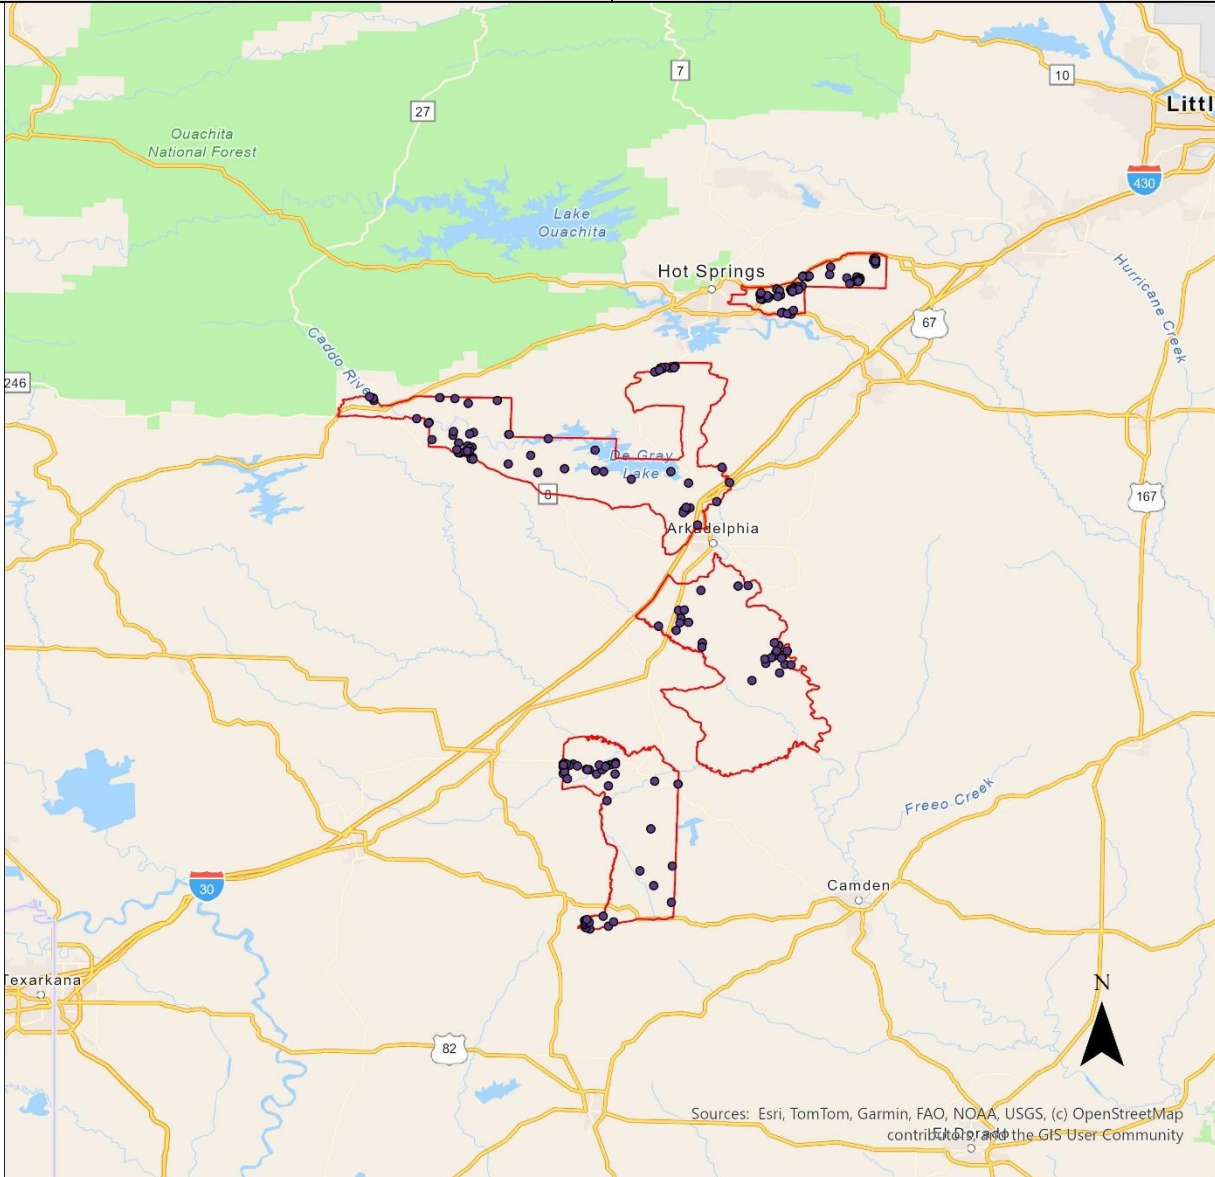 7
10
27
Littl
Ouachita
National Forest
430
Lake
Ouachita
Hot Springs
Hurricane Creek
67
Caddo River
246
De Gray
Lake
8
167
Arkadelphia
Freeo Creek
30
Camden
Texarkana
N
82
Sources: Esri, TomTom, Garmin, FAO, NOAA, USGS, (c) OpenStreetMap
contributors, and the GIS User Community
El Dorado